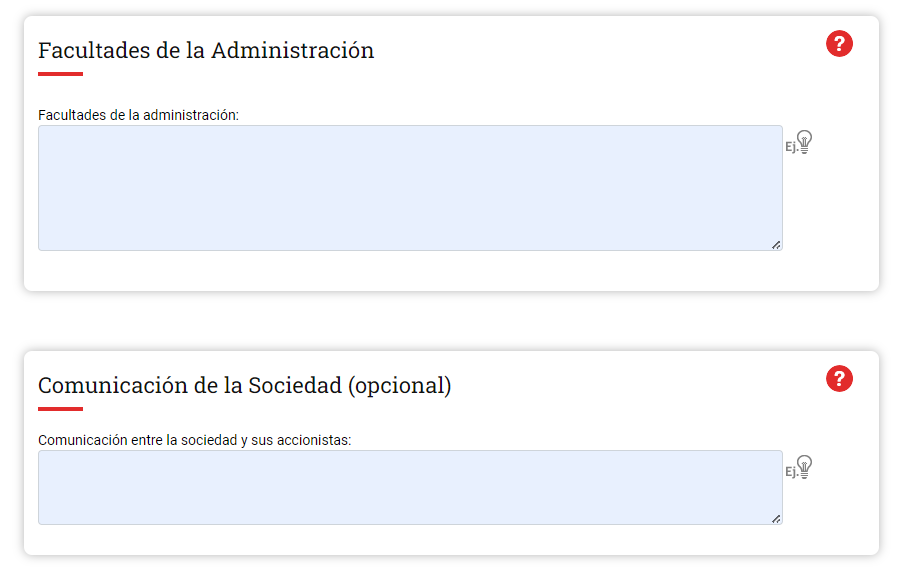 Facultades de la Administración
?
Facultades de la administración:
Ej.
Comunicación de la Sociedad (opcional)
?
Comunicación entre la sociedad y sus accionistas:
Ej.